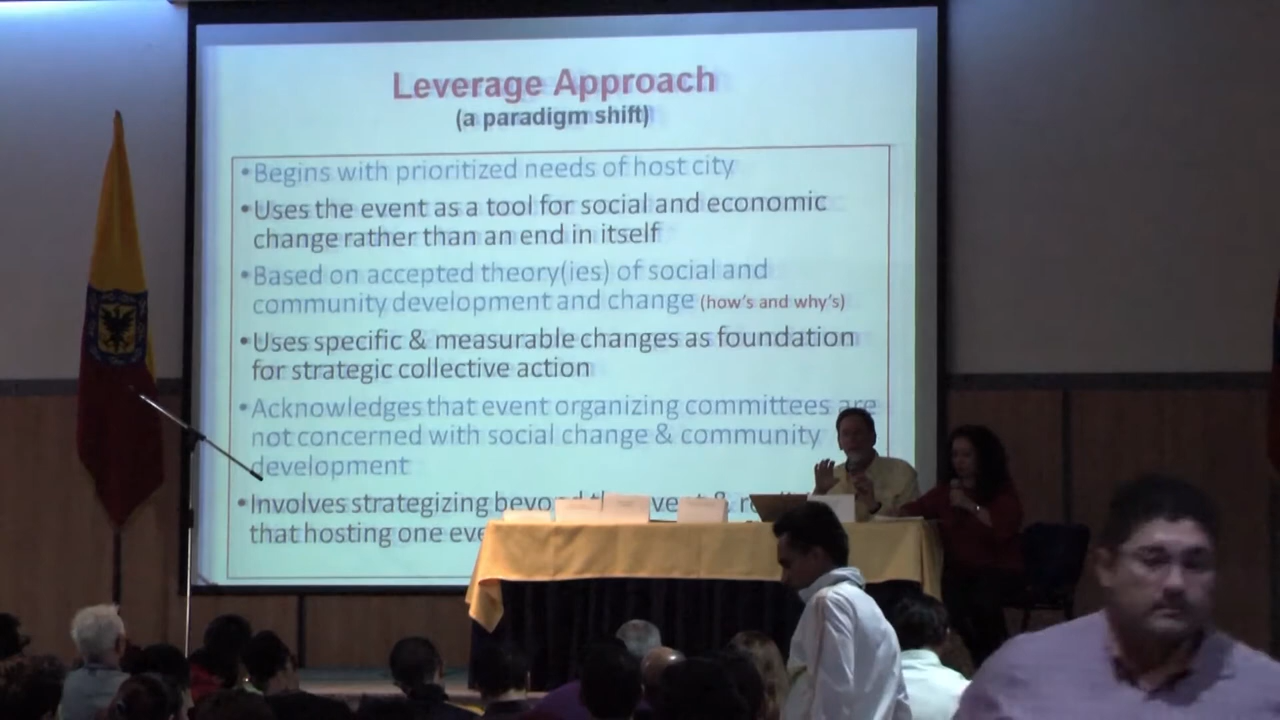 Leverage Approach
(a paradigm shift)
•Begins with prioritized needs of host city
•Uses the event as a tool for social and economic
change rather than an end in itself
•Based on accepted theory(ies) of social and
community development and change (how's and why's)
•Uses specific & measurable changes as foundation
for strategic collective action
•Acknowledges that event organizing committees are
not concerned with social change & community
development
•Involves strategizing beyond &
that hosting one